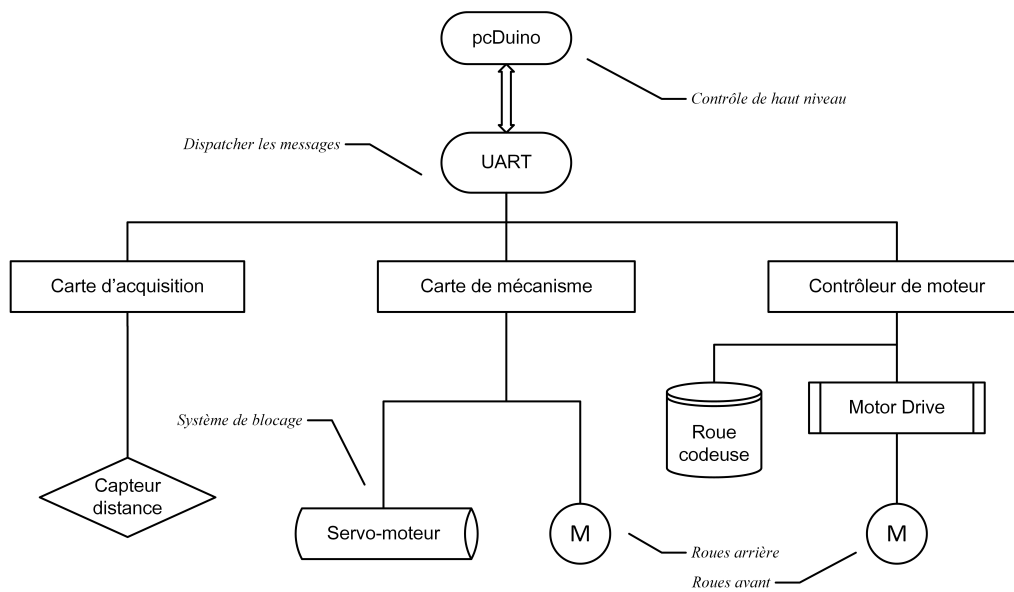 pcDuino
Contrôle de haut niveau
Dispatcher les messages
UART
Carte d'acquisition
Carte de mécanisme
Contrôleur de moteur
Motor Drive
Système de blocage
Roue
codeuse
Capteur
distance
Servo-moteur
M
M
Roues arrière
Roues avant